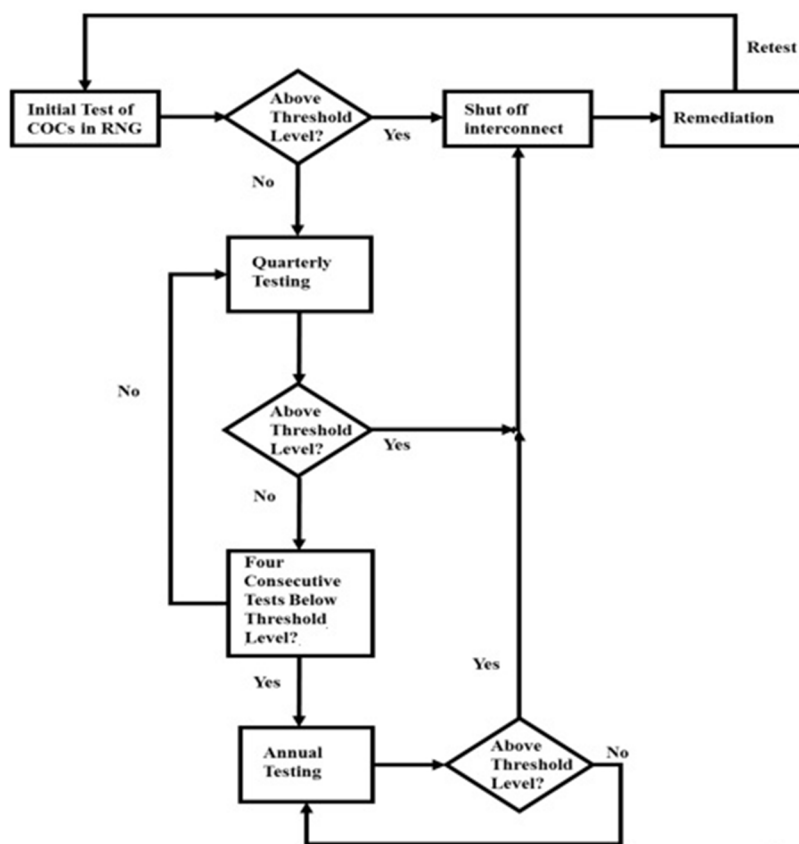 Retest
Initial Test of
COCs in RNG
Above
Threshold
Level?
Yes
Shut off
interconnect
Remediation
No
Quarterly
Testing
No
Above
Threshold
Level?
Yes
No
Four
Consecutive
Tests Below
Threshold
Level?
Yes
Yes
Annual
Testing
Above
Threshold
Level?
No